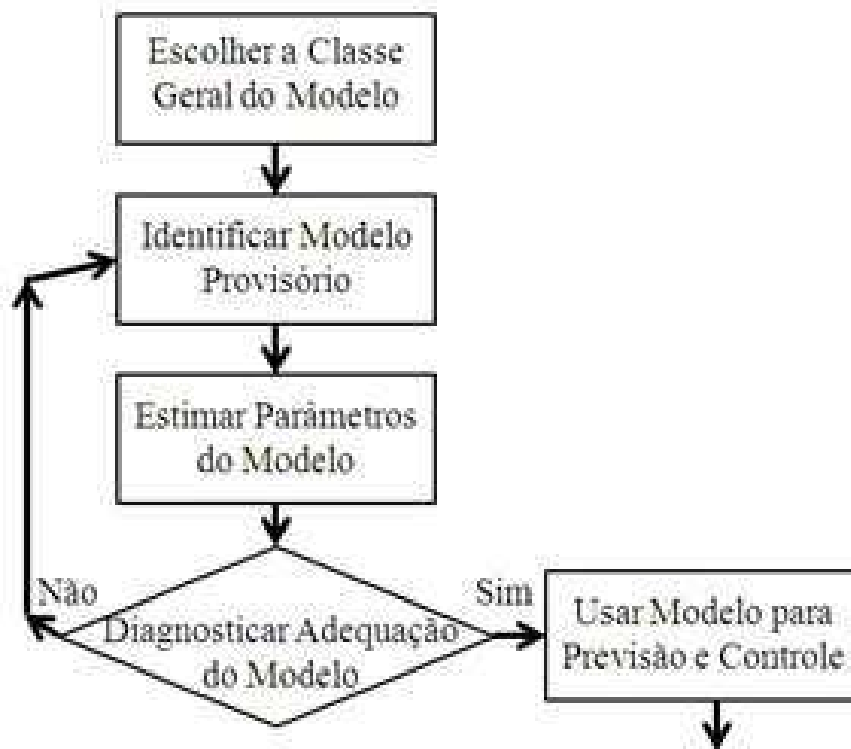 Escolher a Classe
Geral do Modelo
Identificar Modelo
Provisório
Estimar Parâmetros
do Modelo
Não
Diagnosticar Adequação
do Modelo
Sim
Usar Modelo para
Previsão e Controle